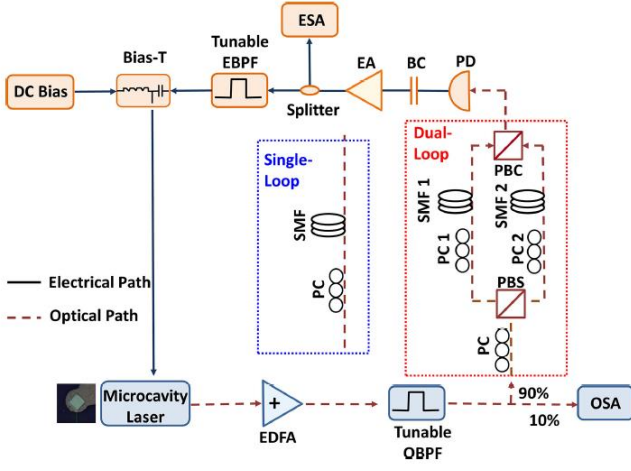 ESA
Tunable
EBPF
Bias-T
EA
BC
PD
DC Bias
Splitter
Single-
Loop
Dual-
Loop
PBC
SMF
SMF 1
SMF 2
PC
PC 1
PC 2
PBS
PC
Electrical Path
Optical Path
Microcavity
Laser
+
EDFA
Tunable
OBPF
90%
10%
OSA